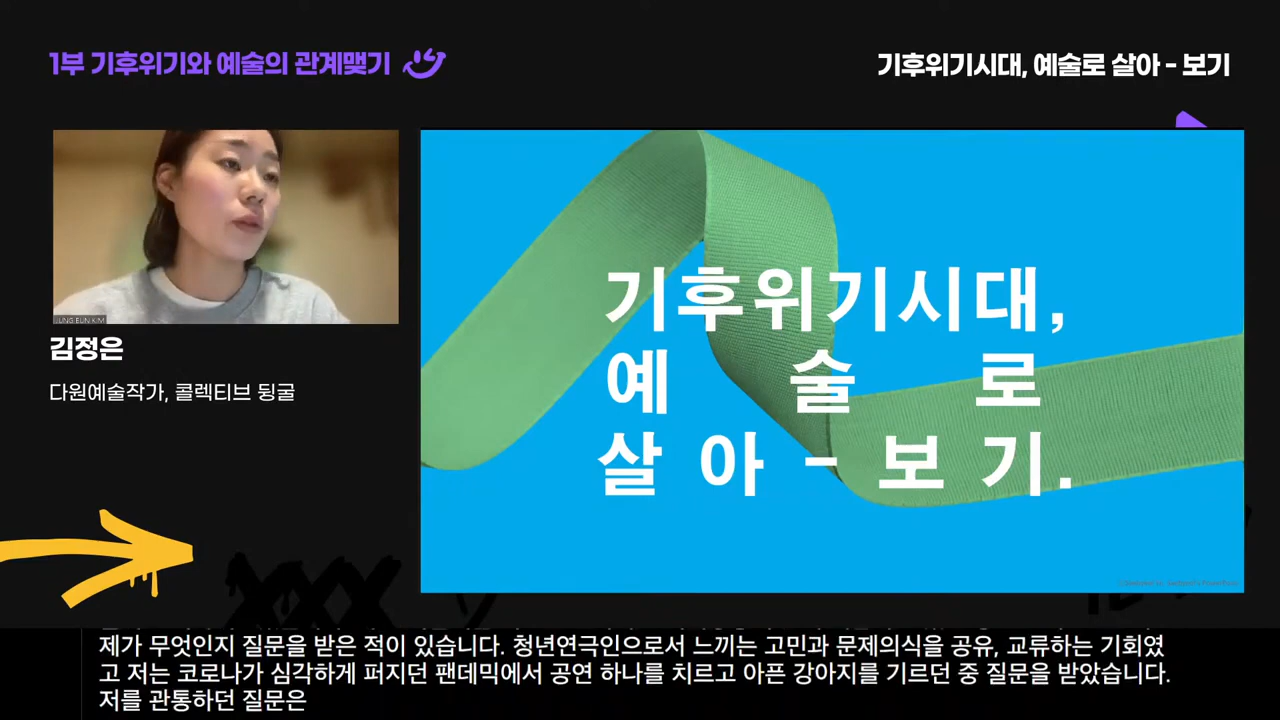 1부 기후위기와 예술의 관계맺기
기후위기시대, 예술로 살아 - 보기
JUNG EUN KIM
김정은
다원예술작가, 콜렉티브 뒹굴
기후위기시대,
예 술 로
살 아 - 보 기.
제가 무엇인지 질문을 받은 적이 있습니다. 청년연극인으로서 느끼는 고민과 문제의식을 공유, 교류하는 기회였
고 저는 코로나가 심각하게 퍼지던 팬데믹에서 공연 하나를 치르고 아픈 강아지를 기르던 중 질문을 받았습니다.
저를 관통하던 질문은